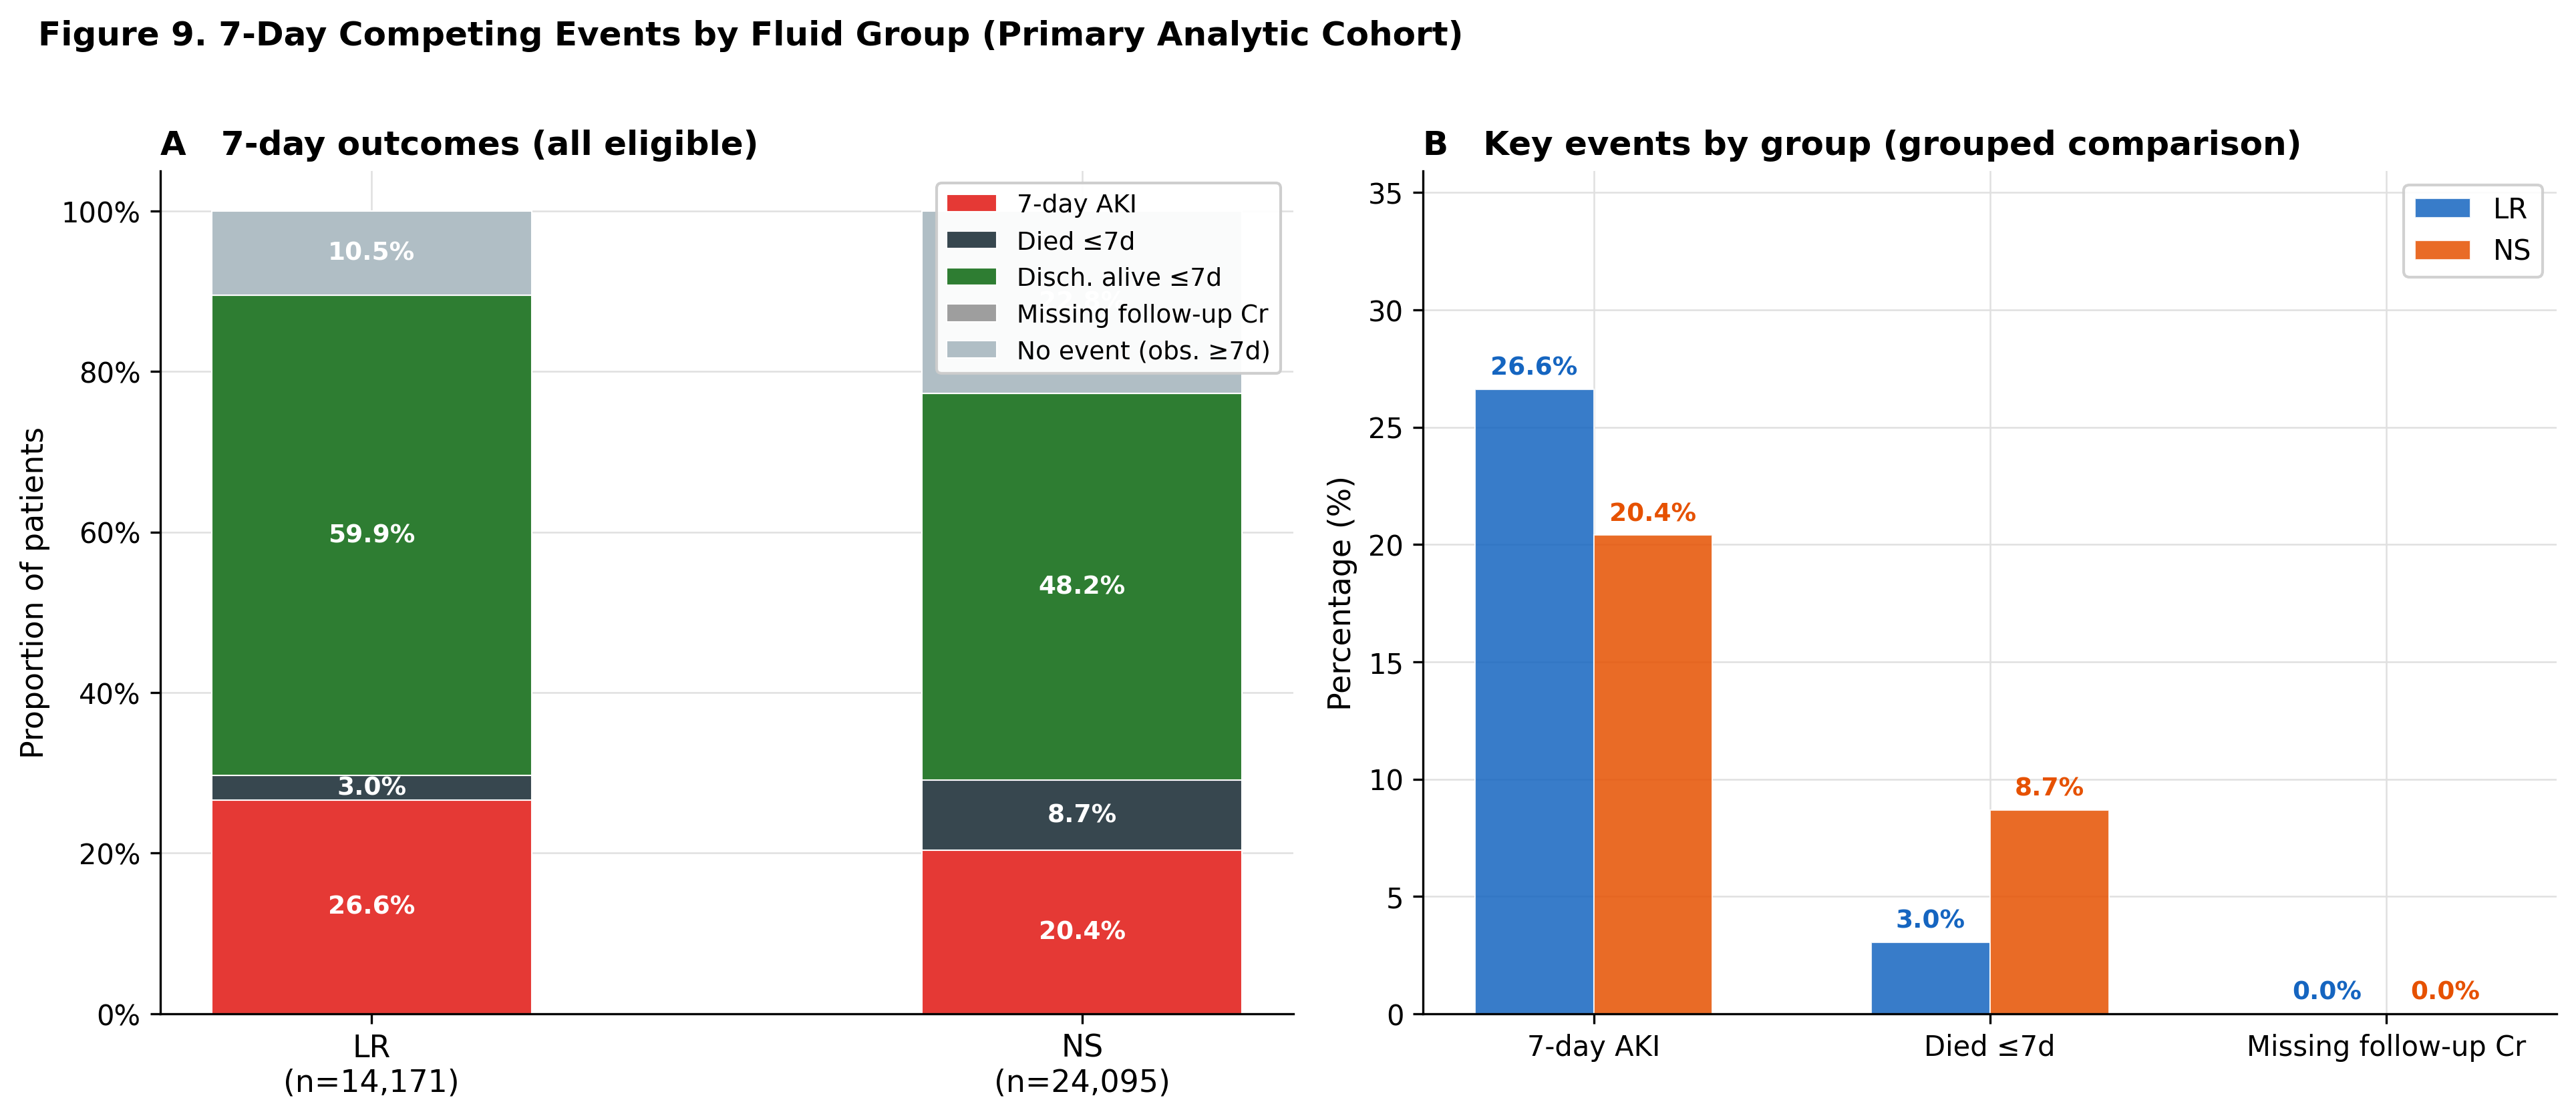 Figure 9. 7-Day Competing Events by Fluid Group (Primary Analytic Cohort)
A 7-day outcomes (all eligible)
Proportion of patients
100%
80%
60%
40%
20%
0%
10.5%
59.9%
3.0%
26.6%
48.2%
8.7%
20.4%
7-day AKI
Died ≤7d
Disch. alive ≤7d
Missing follow-up Cr
No event (obs. ≥7d)
LR
(n=14,171)
NS
(n=24,095)
B Key events by group (grouped comparison)
Percentage (%)
35
30
25
20
15
10
5
0
LR
NS
26.6%
20.4%
3.0%
8.7%
0.0%
0.0%
7-day AKI
Died ≤7d
Missing follow-up Cr